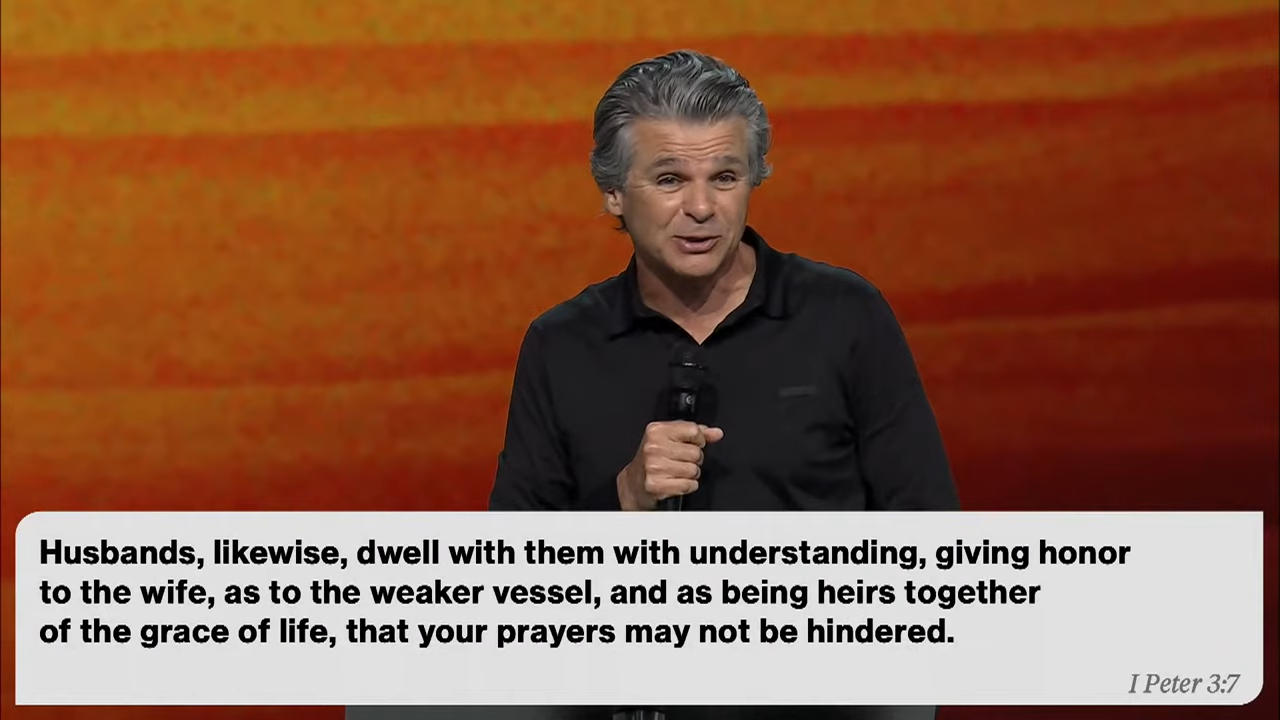 Husbands, likewise, dwell with them with understanding, giving honor
to the wife, as to the weaker vessel, and as being heirs together
of the grace of life, that your prayers may not be hindered.
I Peter 3:7